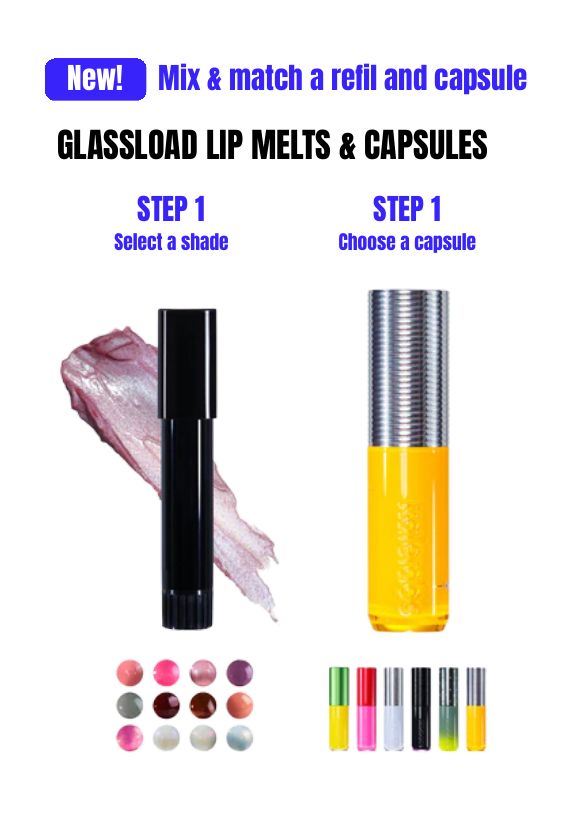 New! Mix & match a refil and capsule
GLASSLOAD LIP MELTS & CAPSULES
STEP 1
Select a shade
STEP 1
Choose a capsule